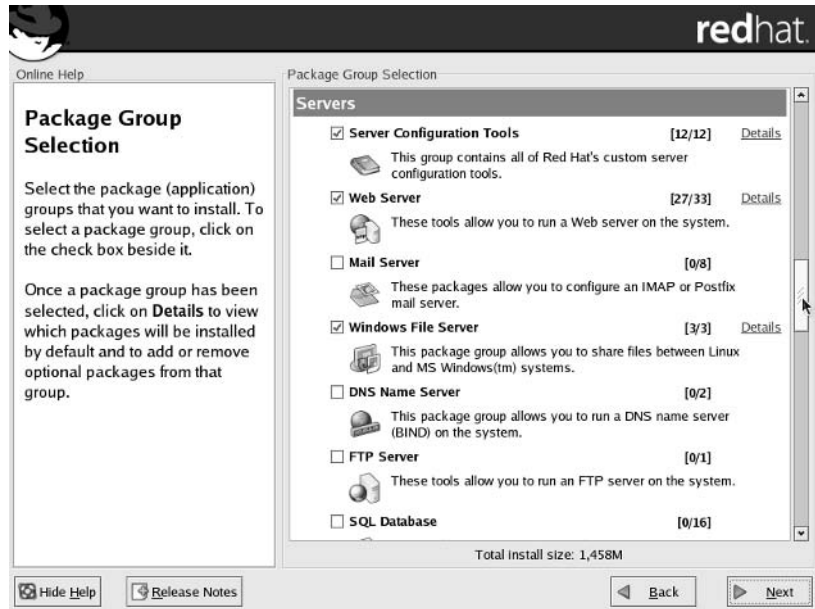 redhat.
Online Help
Package Group
Selection
Select the package (application)
groups that you want to install. To
select a package group, click on
the check box beside it.
Once a package group has been
selected, click on Details to view
which packages will be installed
by default and to add or remove
optional packages from that
group.
Package Group Selection
Servers
Server Configuration Tools [12/12] Details
This group contains all of Red Hat's custom server
configuration tools.
Web Server [27/33] Details
These tools allow you to run a Web server on the system.
Mail Server [0/8]
These packages allow you to configure an IMAP or Postfix
mail server.
Windows File Server [3/3] Details
This package group allows you to share files between Linux
and MS Windows(tm) systems.
DNS Name Server [0/2]
This package group allows you to run a DNS name server
(BIND) on the system.
FTP Server [0/1]
These tools allow you to run an FTP server on the system.
SQL Database [0/16]
Total install size: 1,458M
Hide Help
Release Notes
Back
Next